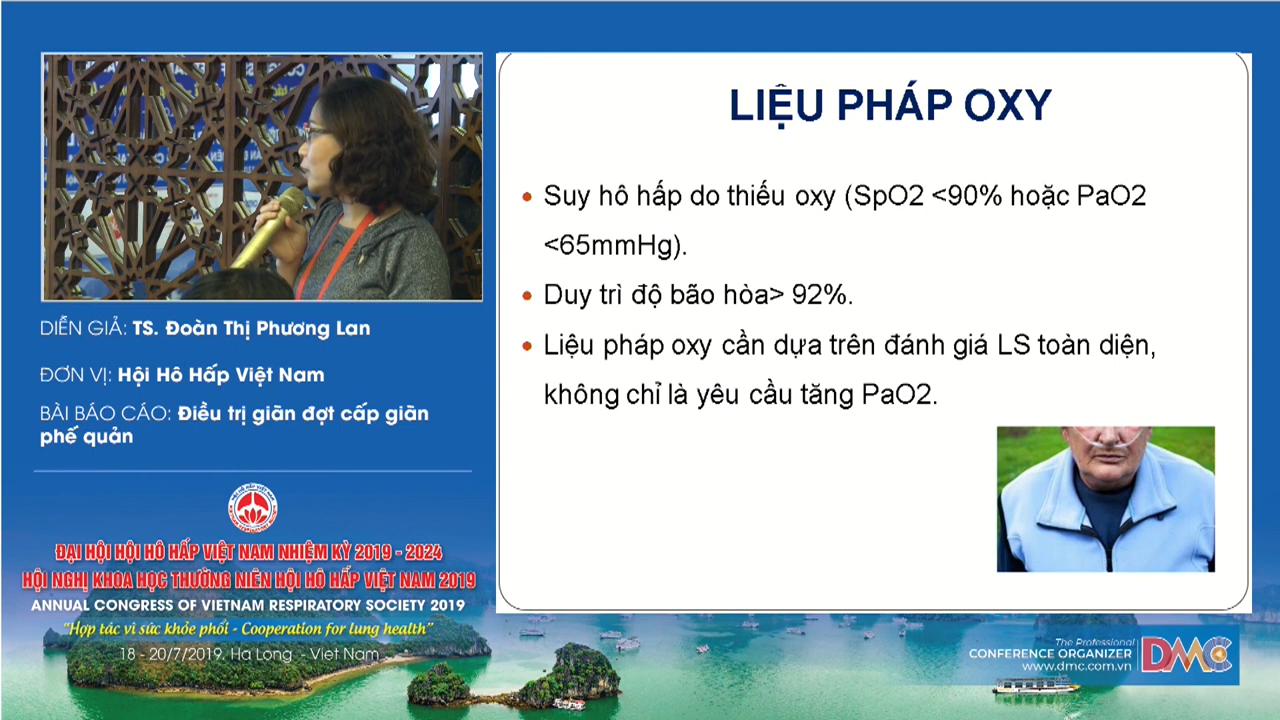 LIỆU PHÁP OXY
• Suy hô hấp do thiếu oxy (SpO2 <90% hoặc PaO2
<65mmHg).
• Duy trì độ bão hòa> 92%.
• Liệu pháp oxy cần dựa trên đánh giá LS toàn diện,
không chỉ là yêu cầu tăng PaO2.
DIỄN GIẢ: TS. Đoàn Thị Phương Lan
ĐƠN VỊ: Hội Hô Hấp Việt Nam
BÀI BÁO CÁO: Điều trị giãn đợt cấp giãn
phế quản
ĐẠI HỘI HỘI HÔ HẤP VIỆT NAM NHIỆM KỲ 2019 - 2024
HỘI NGHỊ KHOA HỌC THƯỜNG NIÊN HỘI HÔ HẤP VIỆT NAM 2019
ANNUAL CONGRESS OF VIETNAM RESPIRATORY SOCIETY 2019
“Hợp tác vì sức khỏe phổi - Cooperation for lung health”
18 - 20/7/2019. Ha Long - Viet Nam
The Professional
CONFERENCE ORGANIZER
www.dmc.com.vn
DMC